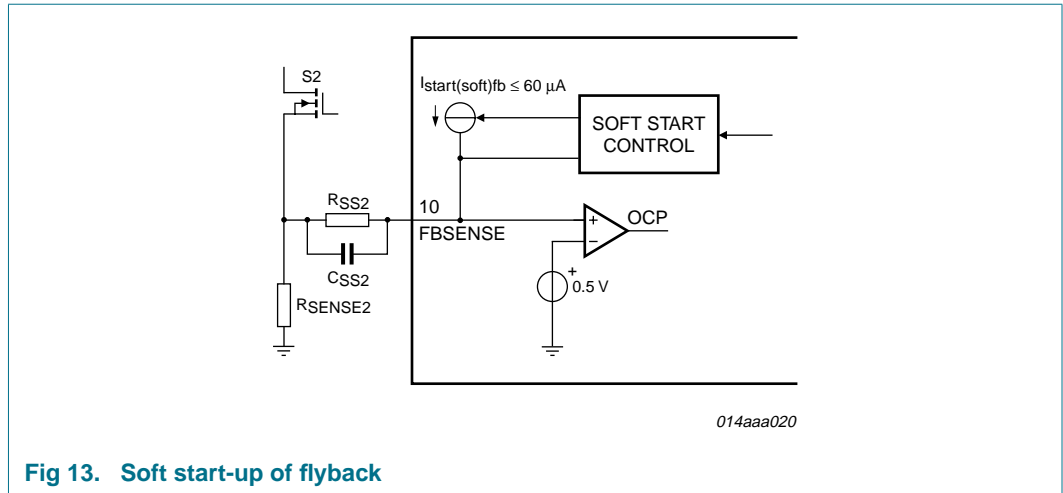 S2
Istart(soft)fb ≤ 60 μA
SOFT START
CONTROL
RSS2
CSS2
RSENSE2
10
FBSENSE
OCP
+
−
+
0.5 V
014aaa020
Fig 13. Soft start-up of flyback